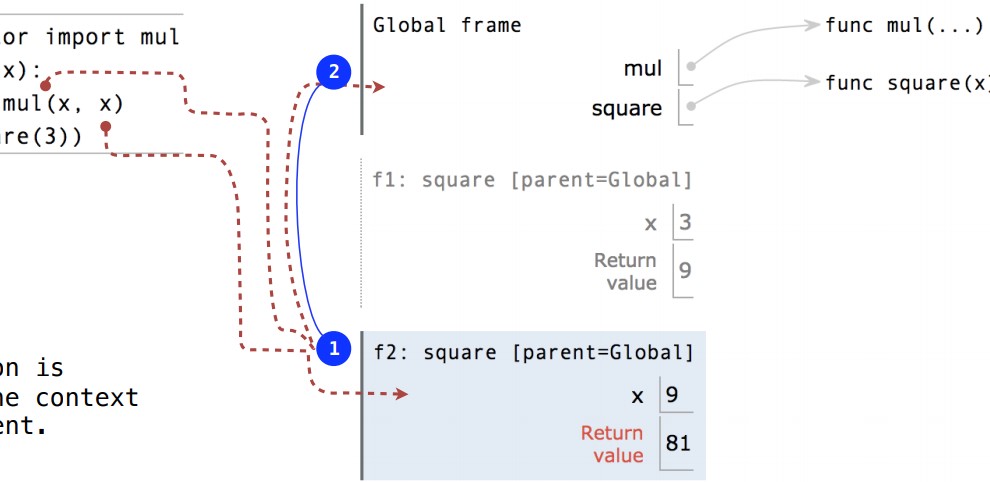 or import mul
x):
mul(x, x)
re(3))
on is
ne context
ent.
2
1
Global frame
mul
square
func mul(...)
func square(x)
f1: square [parent=Global]
x 3
Return
value 9
f2: square [parent=Global]
x 9
Return
value 81